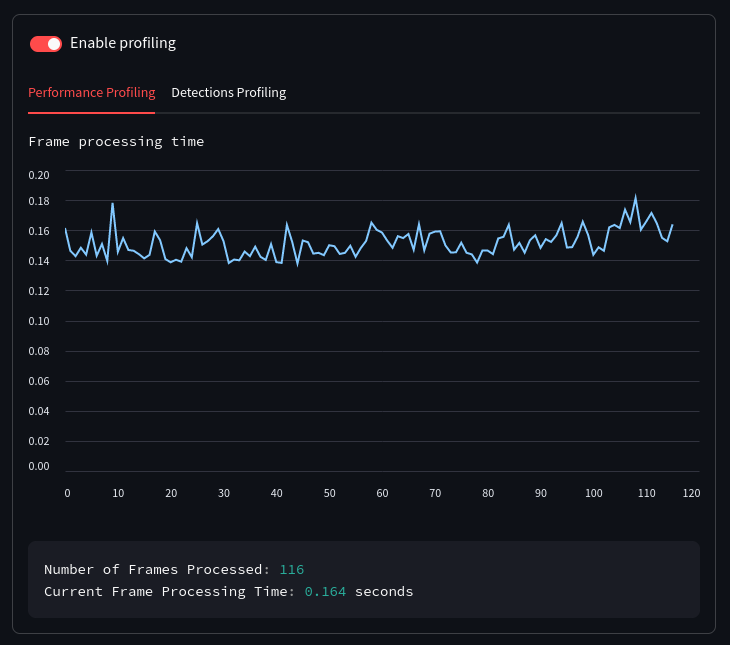 Enable profiling
Performance Profiling Detections Profiling
Frame processing time
0.20
0.18
0.16
0.14
0.12
0.10
0.08
0.06
0.04
0.02
0.00
0 10 20 30 40 50 60 70 80 90 100 110 120
Number of Frames Processed: 116
Current Frame Processing Time: 0.164 seconds